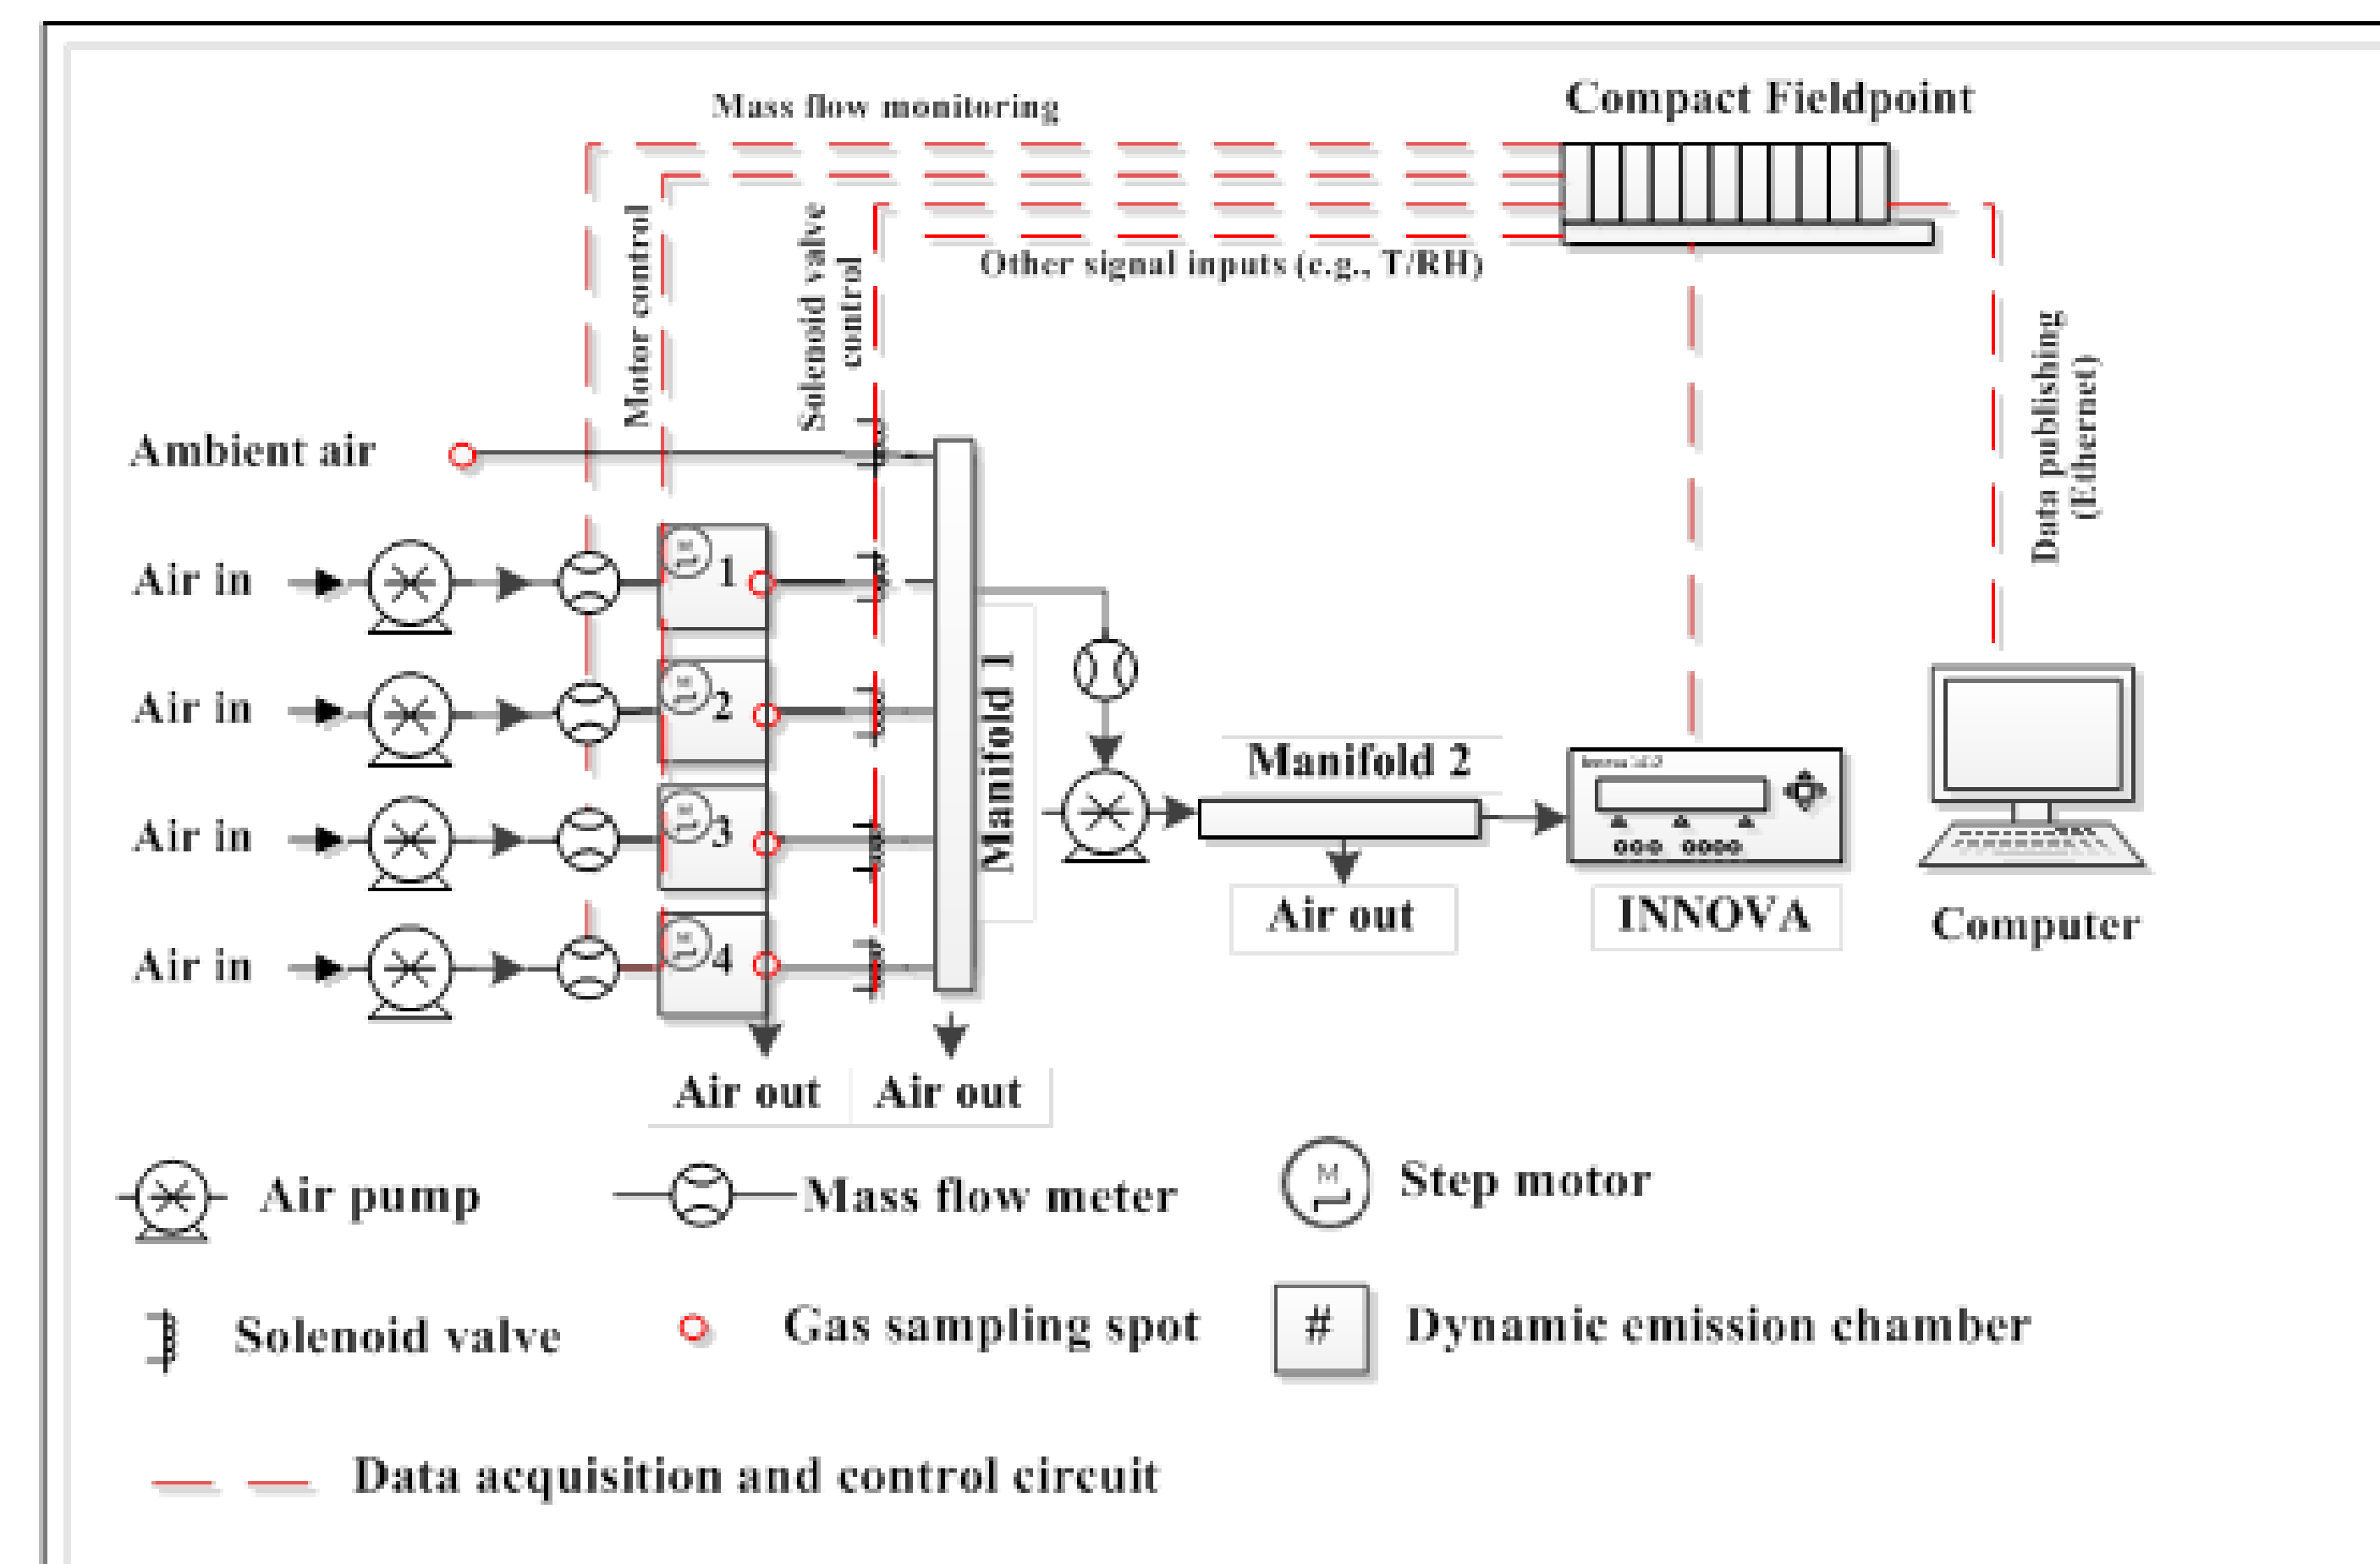 Mass flow monitoring
Compact Fieldpoint
Motor control
Solenoid valve
control
Other signal inputs (e.g., T/RH)
Data publishing
(Ethernet)
Ambient air
Air in
M
1
Air in
M
2
Manifold 1
Manifold 2
Air in
M
3
Air out
INNOVA
Computer
Air in
M
4
Air out
Air out
Air pump
Mass flow meter
M
Step motor
Solenoid valve
Gas sampling spot
#
Dynamic emission chamber
Data acquisition and control circuit